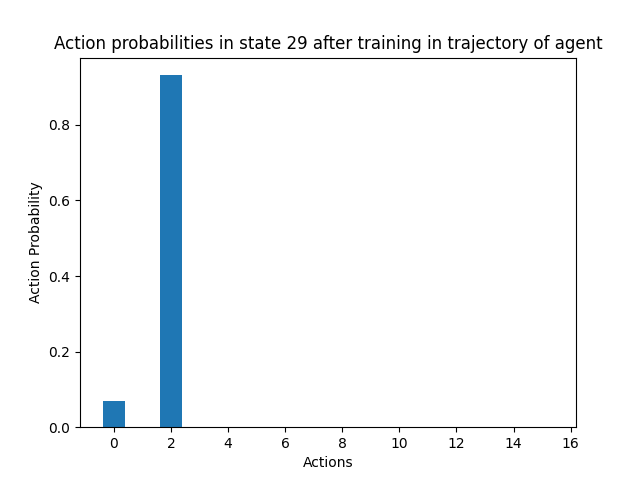 Action probabilities in state 29 after training in trajectory of agent
Action Probability
0.8
0.6
0.4
0.2
0.0
0 2 4 6 8 10 12 14 16
Actions